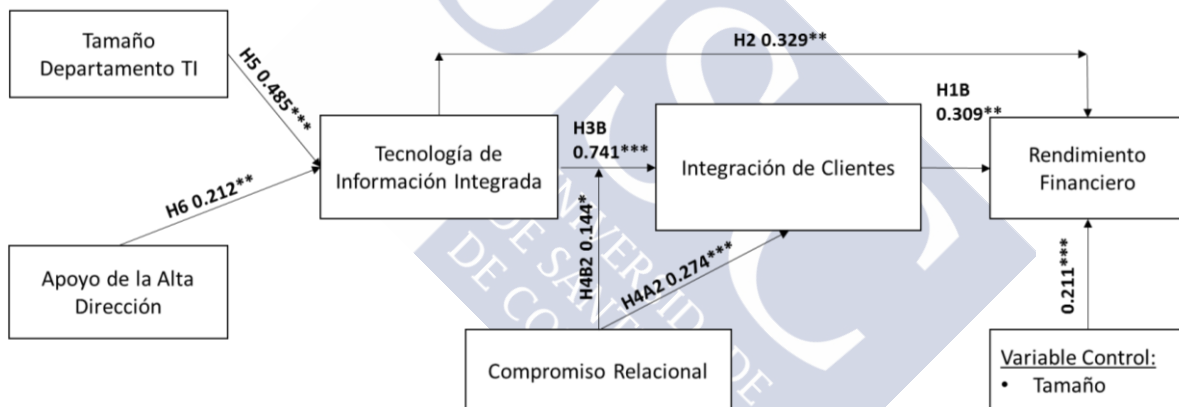 Tamaño
Departamento TI
H5 0.485***
H6 0.212**
Apoyo de la Alta
Dirección
Tecnología de
Información Integrada
H2 0.329**
H3B
0.741***
H4B2 0.144*
H4A2 0.274***
Integración de Clientes
Compromiso Relacional
H1B
0.309**
Rendimiento
Financiero
0.211***
Variable Control:
• Tamaño